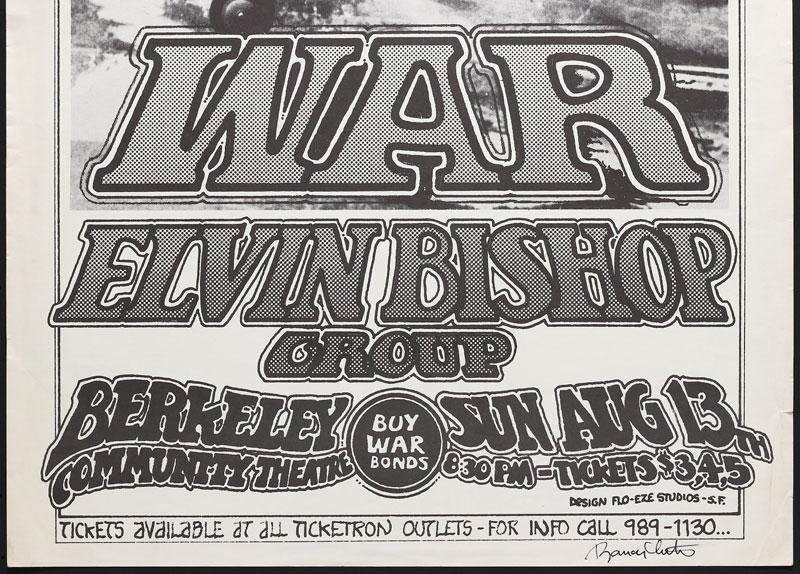 WAR
ELVIN BISHOP
GROUP
BERKELEY
COMMUNITY THEATRE
BUY
WAR
BONDS
SUN AUG 13TH
8:30 PM - TICKETS $3,4,5
DESIGN FLO-EZE STUDIOS - S.F.
TICKETS AVAILABLE AT ALL TICKETRON OUTLETS - FOR INFO CALL 989-1130...